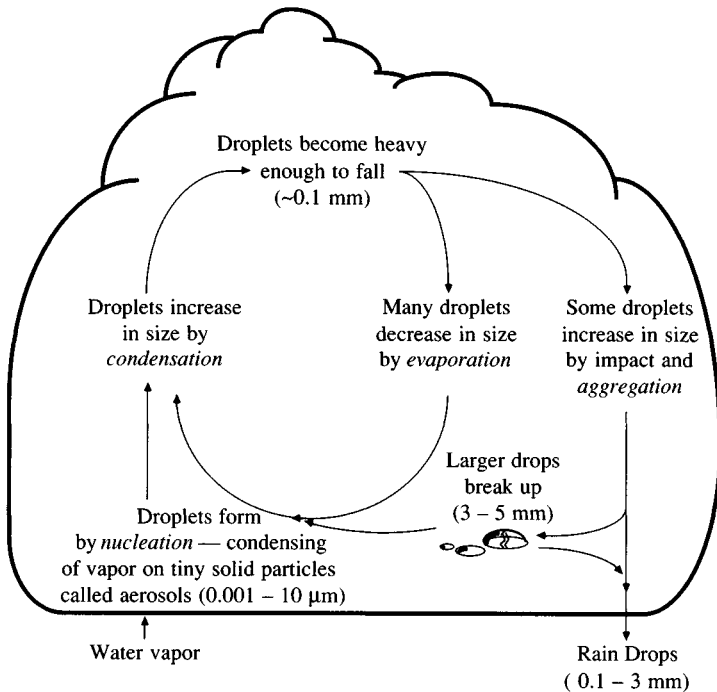 Droplets become heavy
enough to fall
(~0.1 mm)
Droplets increase
in size by
condensation
Many droplets
decrease in size
by evaporation
Some droplets
increase in size
by impact and
aggregation
Larger drops
break up
(3 – 5 mm)
Droplets form
by nucleation — condensing
of vapor on tiny solid particles
called aerosols (0.001 – 10 μm)
Water vapor
Rain Drops
( 0.1 – 3 mm)